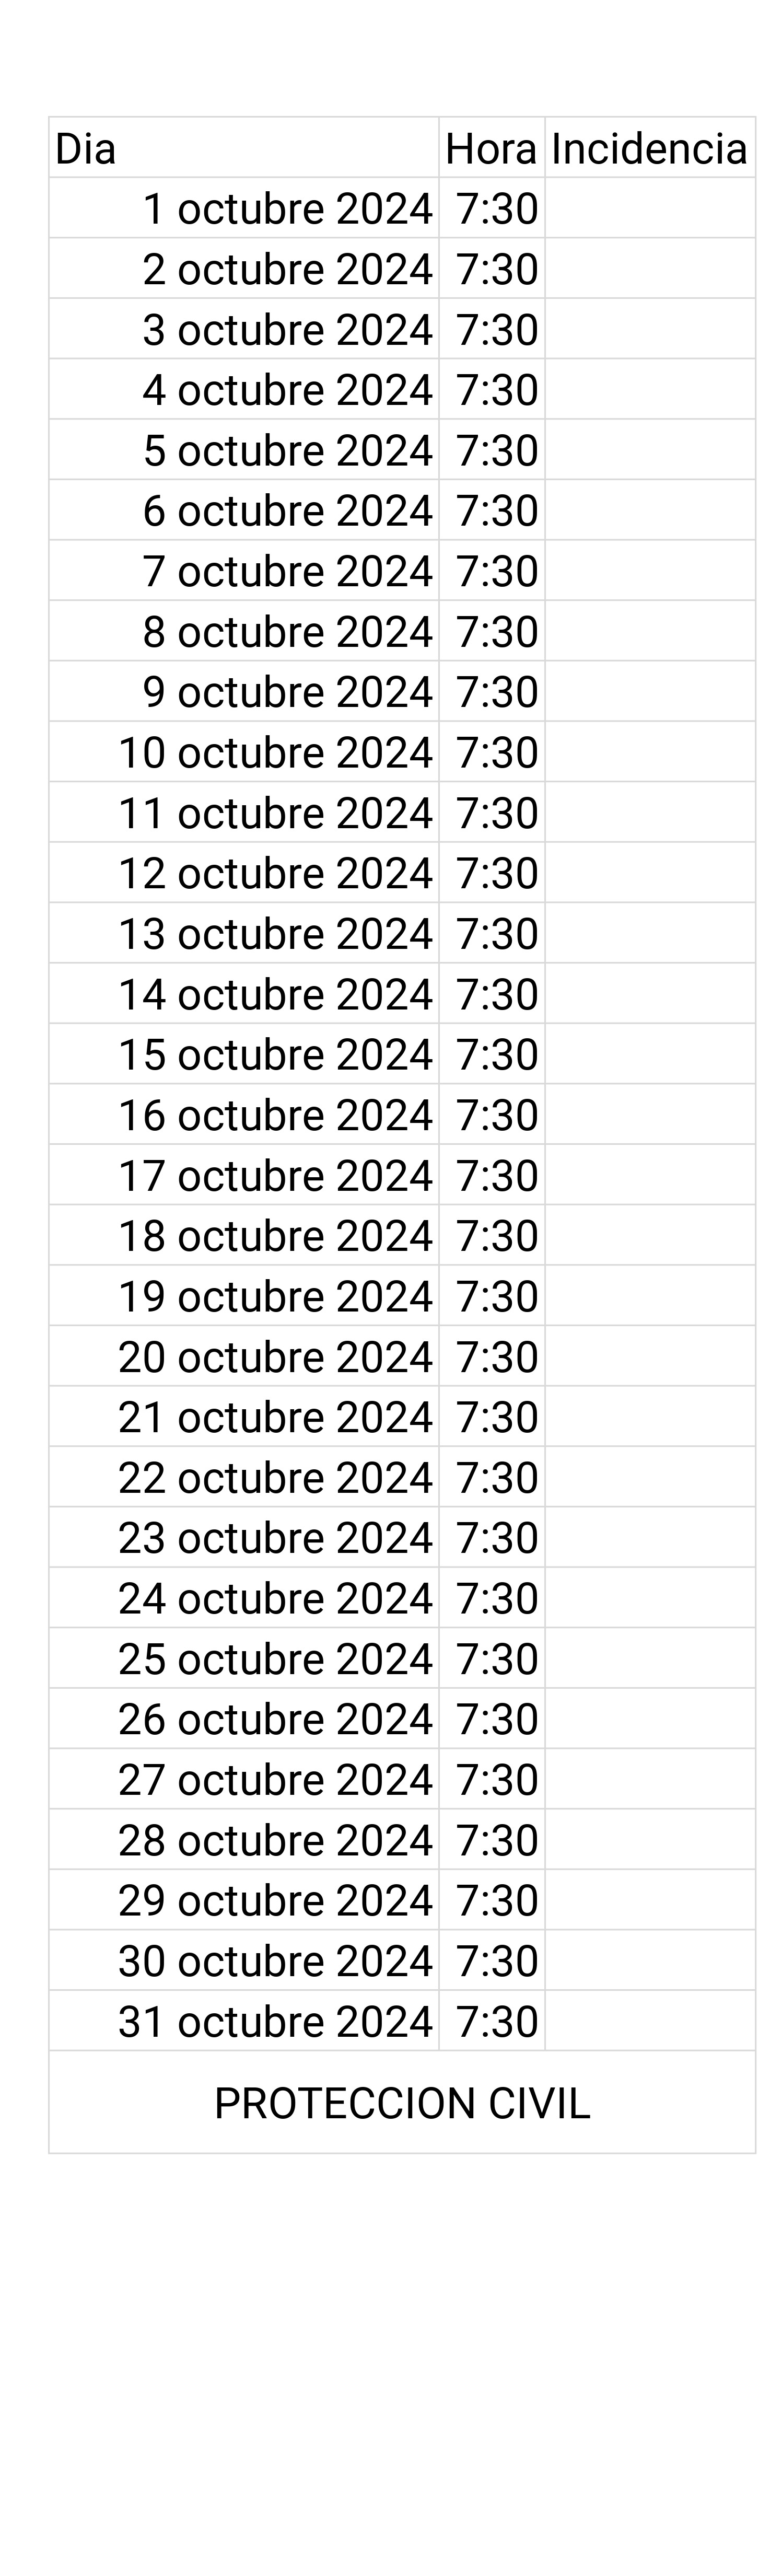 Dia Hora Incidencia
1 octubre 2024 7:30
2 octubre 2024 7:30
3 octubre 2024 7:30
4 octubre 2024 7:30
5 octubre 2024 7:30
6 octubre 2024 7:30
7 octubre 2024 7:30
8 octubre 2024 7:30
9 octubre 2024 7:30
10 octubre 2024 7:30
11 octubre 2024 7:30
12 octubre 2024 7:30
13 octubre 2024 7:30
14 octubre 2024 7:30
15 octubre 2024 7:30
16 octubre 2024 7:30
17 octubre 2024 7:30
18 octubre 2024 7:30
19 octubre 2024 7:30
20 octubre 2024 7:30
21 octubre 2024 7:30
22 octubre 2024 7:30
23 octubre 2024 7:30
24 octubre 2024 7:30
25 octubre 2024 7:30
26 octubre 2024 7:30
27 octubre 2024 7:30
28 octubre 2024 7:30
29 octubre 2024 7:30
30 octubre 2024 7:30
31 octubre 2024 7:30
PROTECCION CIVIL